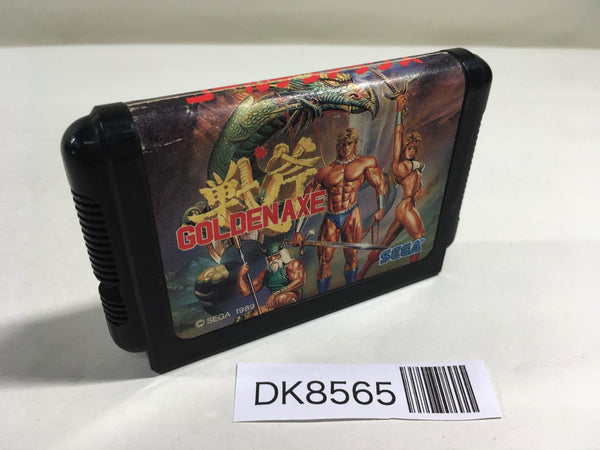 戦斧
GOLDEN AXE
SEGA
© SEGA 1989
DK8565